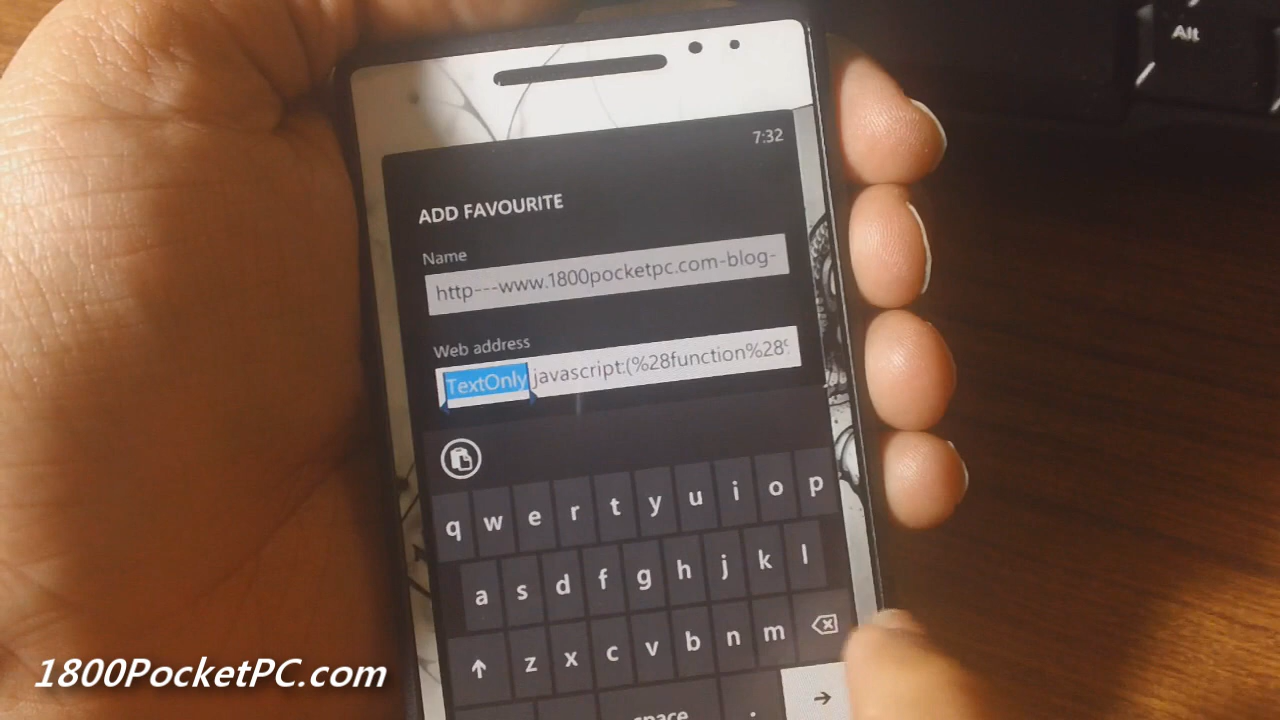 Alt
7:32
ADD FAVOURITE
Name
http---www.1800pocketpc.com-blog-
Web address
TextOnly javascript:(%28function%28%
q w e r t y u i o p
a s d f g h j k l
z x c v b n m
space .
1800PocketPC.com